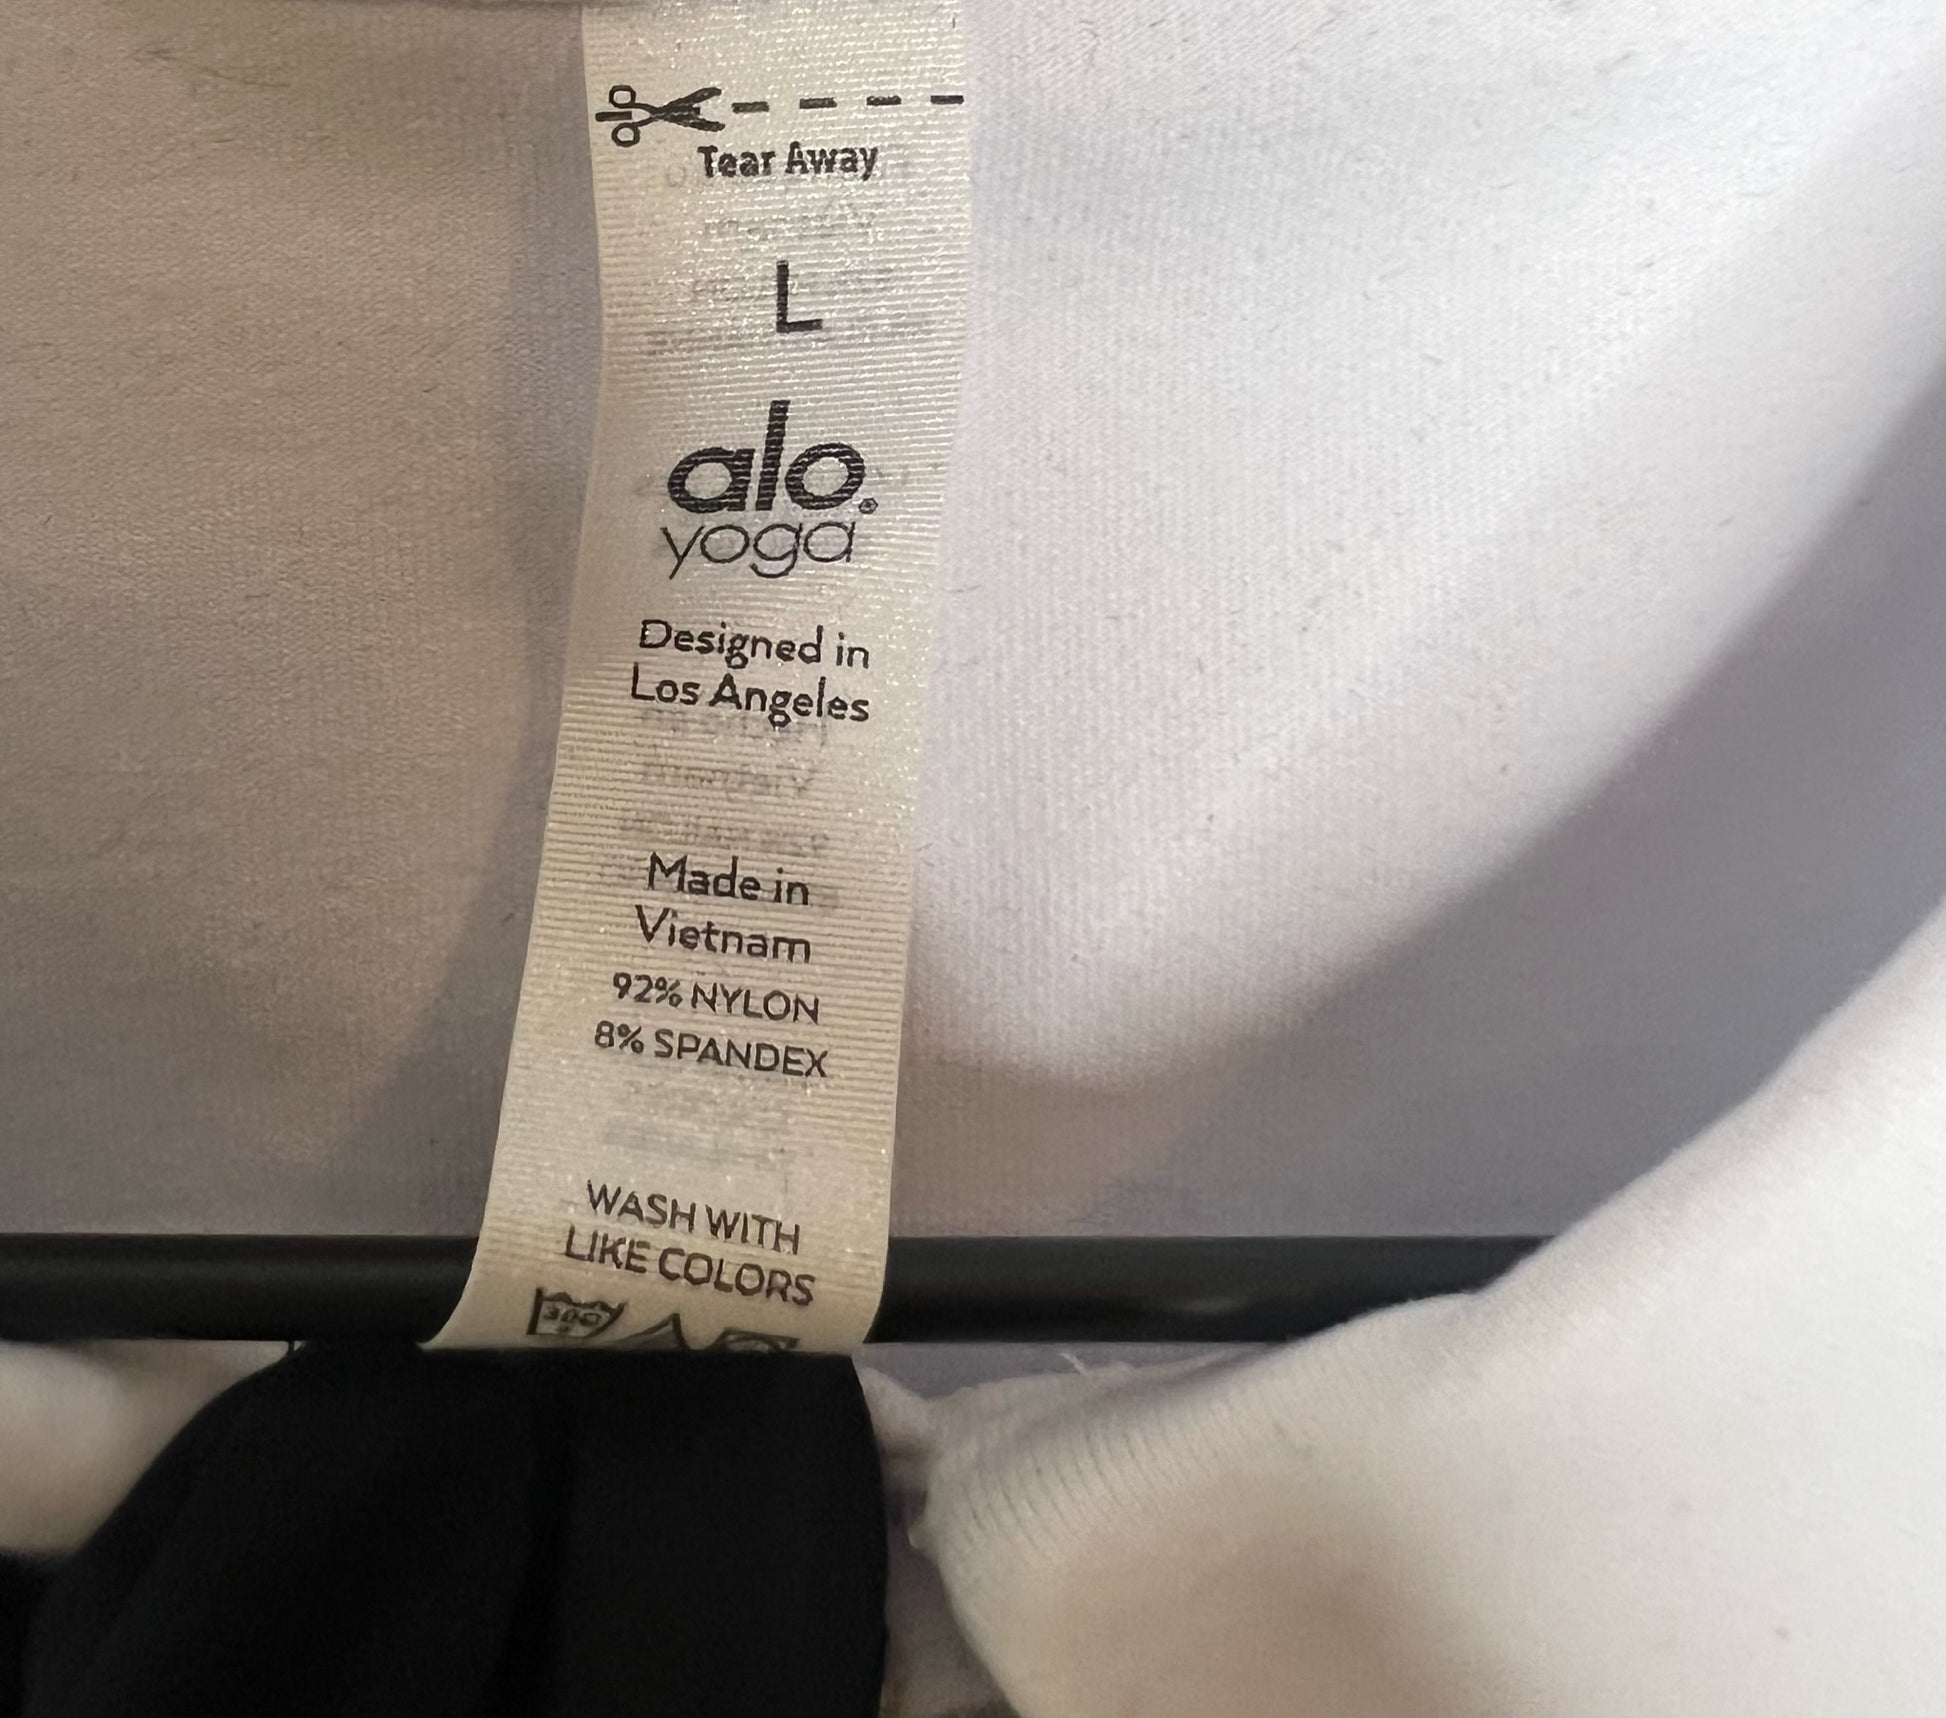 Tear Away
L
alo.®
yoga
Designed in
Los Angeles
Made in
Vietnam
92% NYLON
8% SPANDEX
WASH WITH
LIKE COLORS